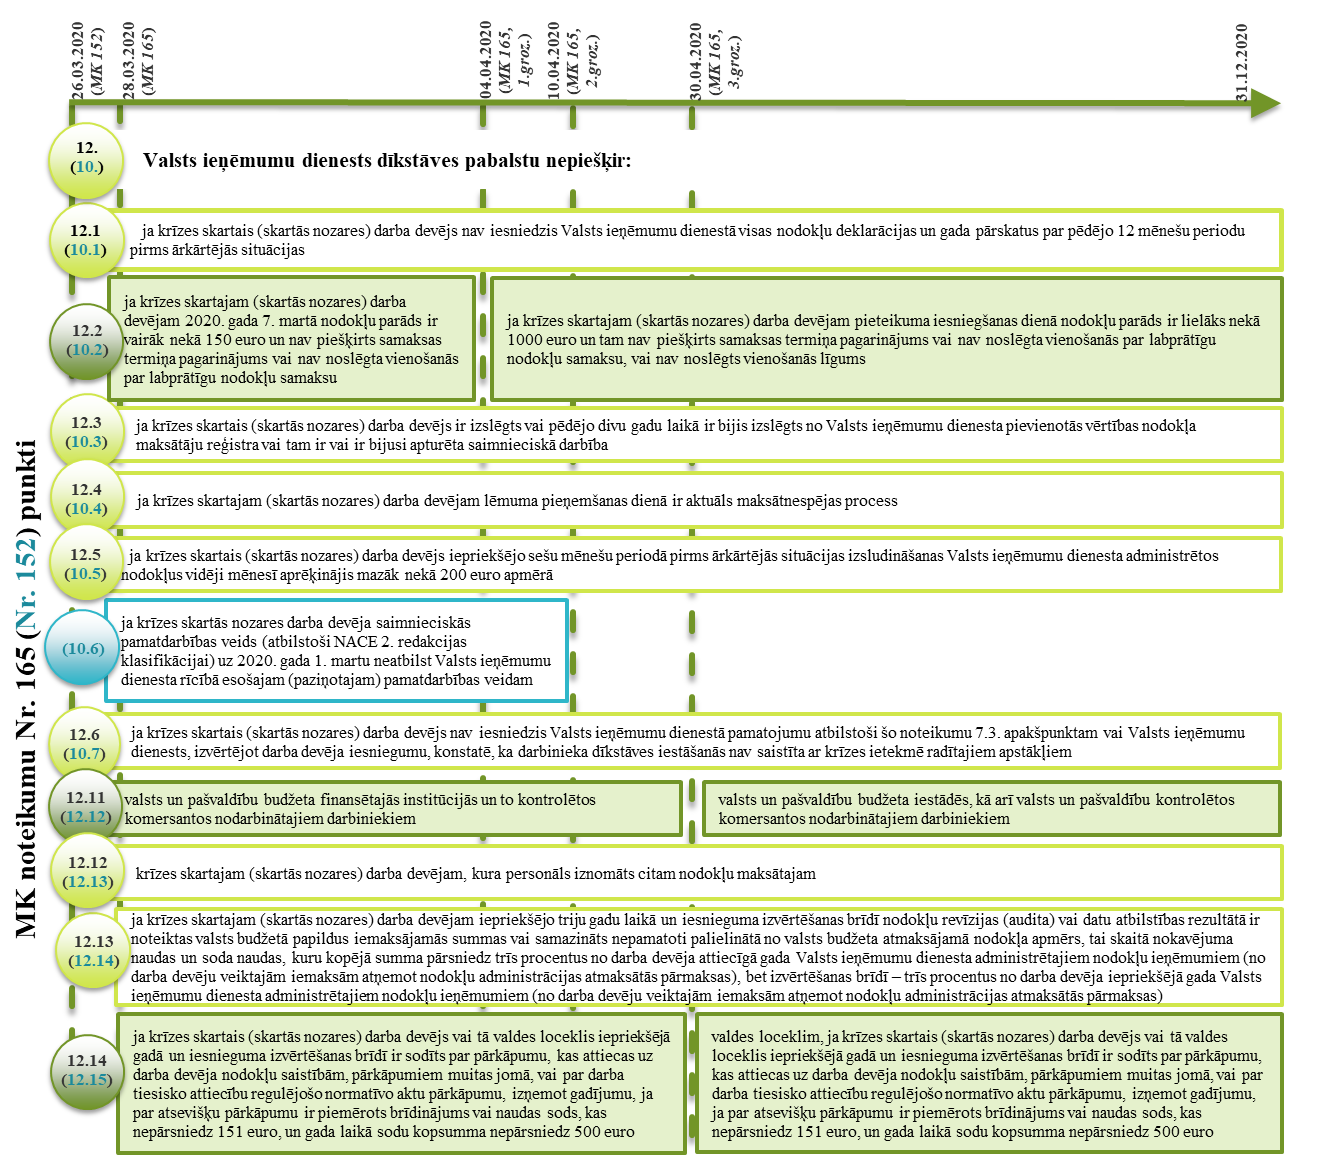 26.03.2020
(MK 152)
28.03.2020
(MK 165)
04.04.2020
(MK 165,
1.groz.)
10.04.2020
(MK 165,
2.groz.)
30.04.2020
(MK 165,
3.groz.)
31.12.2020
MK noteikumu Nr. 165 (Nr. 152) punkti
12.
(10.)
Valsts ieņēmumu dienests dīkstāves pabalstu nepiešķir:
12.1
(10.1)
ja krīzes skartais (skartās nozares) darba devējs nav iesniedzis Valsts ieņēmumu dienestā visas nodokļu deklarācijas un gada pārskatus par pēdējo 12 mēnešu periodu
pirms ārkārtējās situācijas
12.2
(10.2)
ja krīzes skartajam (skartās nozares) darba
devējam 2020. gada 7. martā nodokļu parāds ir
vairāk nekā 150 euro un nav piešķirts samaksas
termiņa pagarinājums vai nav noslēgta vienošanās
par labprātīgu nodokļu samaksu
ja krīzes skartajam (skartās nozares) darba devējam pieteikuma iesniegšanas dienā nodokļu parāds ir lielāks nekā
1000 euro un tam nav piešķirts samaksas termiņa pagarinājums vai nav noslēgta vienošanās par labprātīgu
nodokļu samaksu, vai nav noslēgts vienošanās līgums
12.3
(10.3)
ja krīzes skartais (skartās nozares) darba devējs ir izslēgts vai pēdējo divu gadu laikā ir bijis izslēgts no Valsts ieņēmumu dienesta pievienotās vērtības nodokļa
maksātāju reģistra vai tam ir vai ir bijusi apturēta saimnieciskā darbība
12.4
(10.4)
ja krīzes skartajam (skartās nozares) darba devējam lēmuma pieņemšanas dienā ir aktuāls maksātnespējas process
12.5
(10.5)
ja krīzes skartais (skartās nozares) darba devējs iepriekšējo sešu mēnešu periodā pirms ārkārtējās situācijas izsludināšanas Valsts ieņēmumu dienesta administrētos
nodokļus vidēji mēnesī aprēķinājis mazāk nekā 200 euro apmērā
(10.6)
ja krīzes skartās nozares darba devēja saimnieciskās
pamatdarbības veids (atbilstoši NACE 2. redakcijas
klasifikācijai) uz 2020. gada 1. martu neatbilst Valsts ieņēmumu
dienesta rīcībā esošajam (paziņotajam) pamatdarbības veidam
12.6
(10.7)
ja krīzes skartais (skartās nozares) darba devējs nav iesniedzis Valsts ieņēmumu dienestā pamatojumu atbilstoši šo noteikumu 7.3. apakšpunktam vai Valsts ieņēmumu
dienests, izvērtējot darba devēja iesniegumu, konstatē, ka darbinieka dīkstāves iestāšanās nav saistīta ar krīzes ietekmē radītajiem apstākļiem
12.11
(12.12)
valsts un pašvaldību budžeta finansētajās institūcijās un to kontrolētos
komersantos nodarbinātajiem darbiniekiem
valsts un pašvaldību budžeta iestādēs, kā arī valsts un pašvaldību kontrolētos
komersantos nodarbinātajiem darbiniekiem
12.12
(12.13)
krīzes skartajam (skartās nozares) darba devējam, kura personāls iznomāts citam nodokļu maksātajam
12.13
(12.14)
ja krīzes skartajam (skartās nozares) darba devējam iepriekšējo triju gadu laikā un iesnieguma izvērtēšanas brīdī nodokļu revīzijas (audita) vai datu atbilstības rezultātā ir
noteiktas valsts budžetā papildus iemaksājamās summas vai samazināts nepamatoti palielinātā no valsts budžeta atmaksājamā nodokļa apmērs, tai skaitā nokavējuma
naudas un soda naudas, kuru kopējā summa pārsniedz trīs procentus no darba devēja attiecīgā gada Valsts ieņēmumu dienesta administrētajiem nodokļu ieņēmumiem (no
darba devēju veiktajām iemaksām atņemot nodokļu administrācijas atmaksātās pārmaksas), bet izvērtēšanas brīdī – trīs procentus no darba devēja iepriekšējā gada Valsts
ieņēmumu dienesta administrētajiem nodokļu ieņēmumiem (no darba devēju veiktajām iemaksām atņemot nodokļu administrācijas atmaksātās pārmaksas)
12.14
(12.15)
ja krīzes skartais (skartās nozares) darba devējs vai tā valdes loceklis iepriekšējā
gadā un iesnieguma izvērtēšanas brīdī ir sodīts par pārkāpumu, kas attiecas uz
darba devēja nodokļu saistībām, pārkāpumiem muitas jomā, vai par darba
tiesisko attiecību regulējošo normatīvo aktu pārkāpumu, izņemot gadījumu, ja
par atsevišķu pārkāpumu ir piemērots brīdinājums vai naudas sods, kas
nepārsniedz 151 euro, un gada laikā sodu kopsumma nepārsniedz 500 euro
valdes loceklim, ja krīzes skartais (skartās nozares) darba devējs vai tā valdes
loceklis iepriekšējā gadā un iesnieguma izvērtēšanas brīdī ir sodīts par pārkāpumu,
kas attiecas uz darba devēja nodokļu saistībām, pārkāpumiem muitas jomā, vai par
darba tiesisko attiecību regulējošo normatīvo aktu pārkāpumu, izņemot gadījumu,
ja par atsevišķu pārkāpumu ir piemērots brīdinājums vai naudas sods, kas
nepārsniedz 151 euro, un gada laikā sodu kopsumma nepārsniedz 500 euro